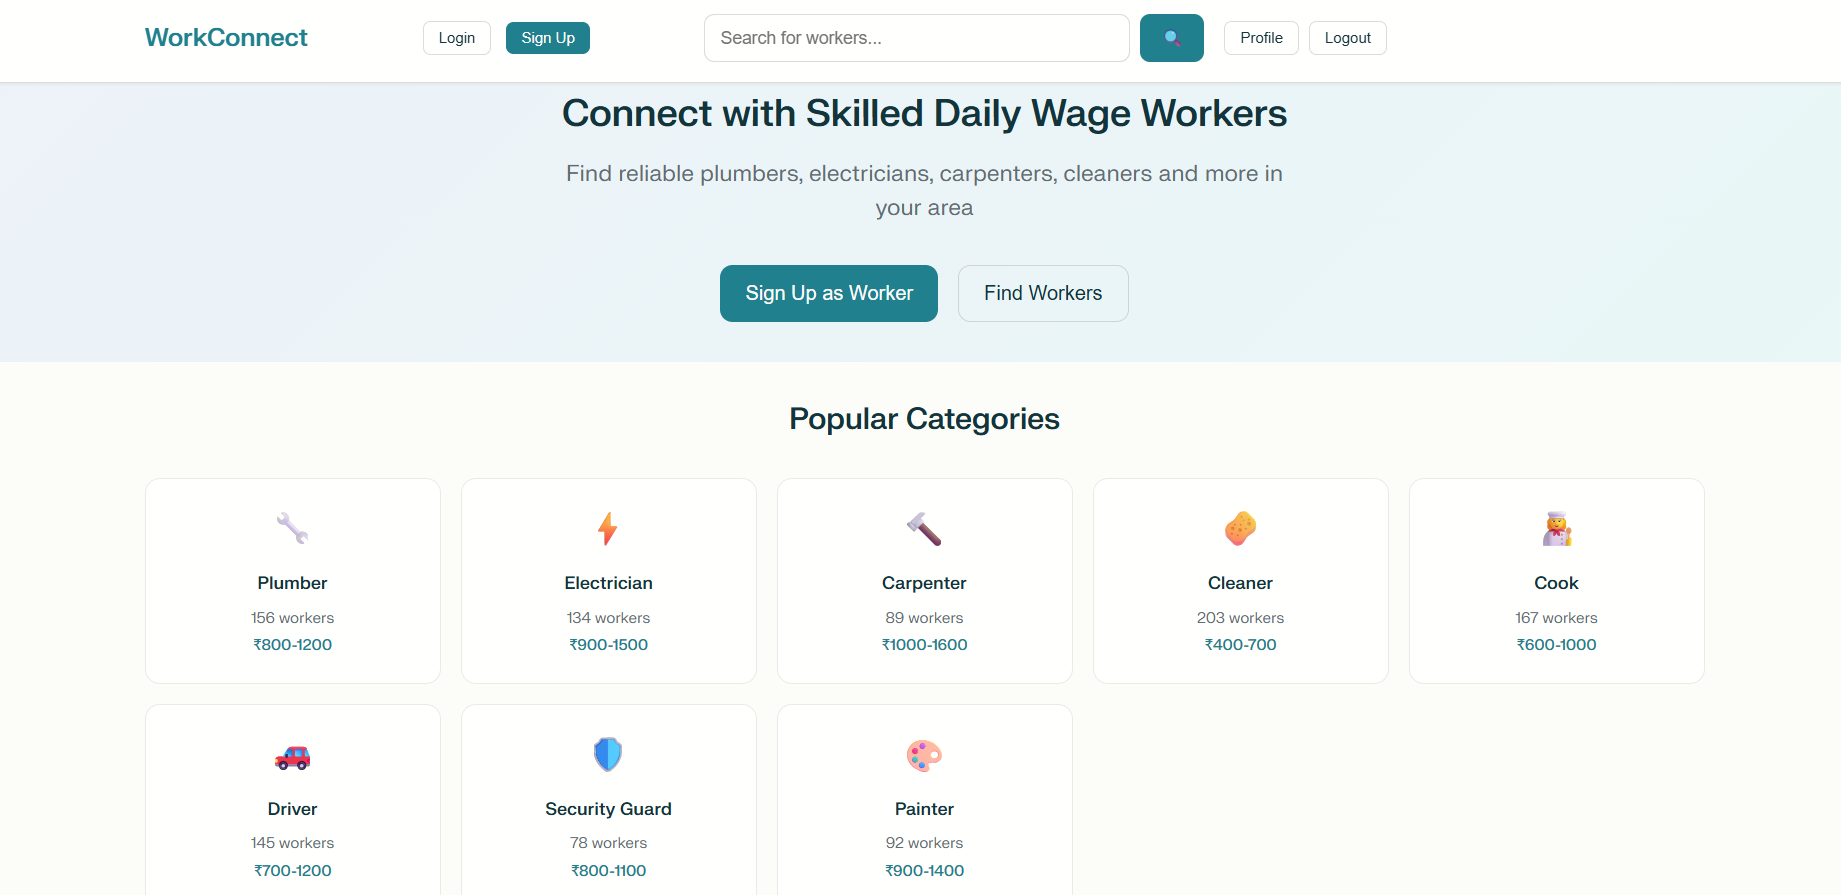 WorkConnect
Login
Sign Up
Search for workers...
Profile
Logout
Connect with Skilled Daily Wage Workers
Find reliable plumbers, electricians, carpenters, cleaners and more in
your area
Sign Up as Worker
Find Workers
Popular Categories
Plumber
156 workers
₹800-1200
Electrician
134 workers
₹900-1500
Carpenter
89 workers
₹1000-1600
Cleaner
203 workers
₹400-700
Cook
167 workers
₹600-1000
Driver
145 workers
₹700-1200
Security Guard
78 workers
₹800-1100
Painter
92 workers
₹900-1400